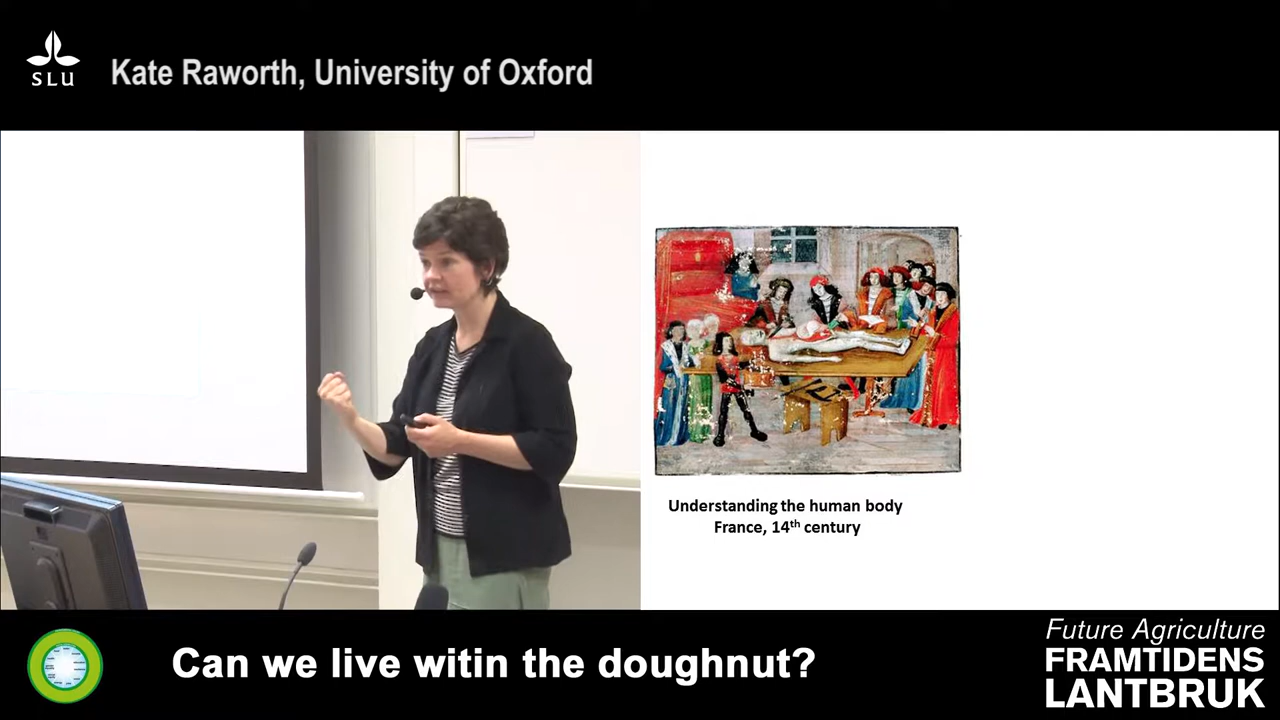 SLU
Kate Raworth, University of Oxford
Understanding the human body
France, 14th century
Can we live witin the doughnut?
Future Agriculture
FRAMTIDENS
LANTBRUK